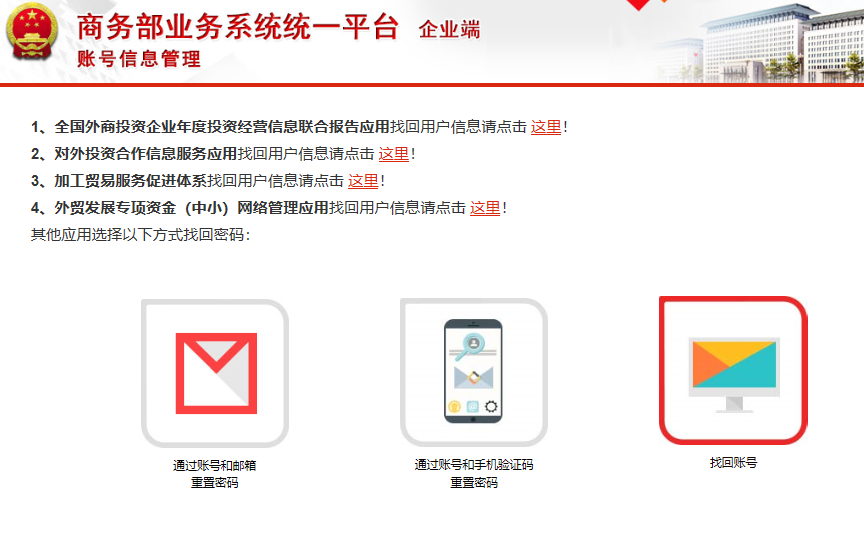 商务部业务系统统一平台 企业端
账号信息管理
1、全国外商投资企业年度投资经营信息联合报告应用找回用户信息请点击 这里!
2、对外投资合作信息服务应用找回用户信息请点击 这里!
3、加工贸易服务促进体系找回用户信息请点击 这里!
4、外贸发展专项资金（中小）网络管理应用找回用户信息请点击 这里!
其他应用选择以下方式找回密码：
通过账号和邮箱
重置密码
通过账号和手机验证码
重置密码
找回账号